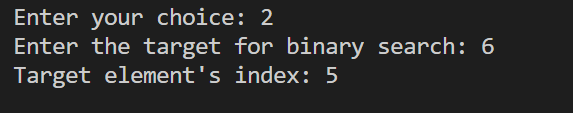 Enter your choice: 2
Enter the target for binary search: 6
Target element's index: 5